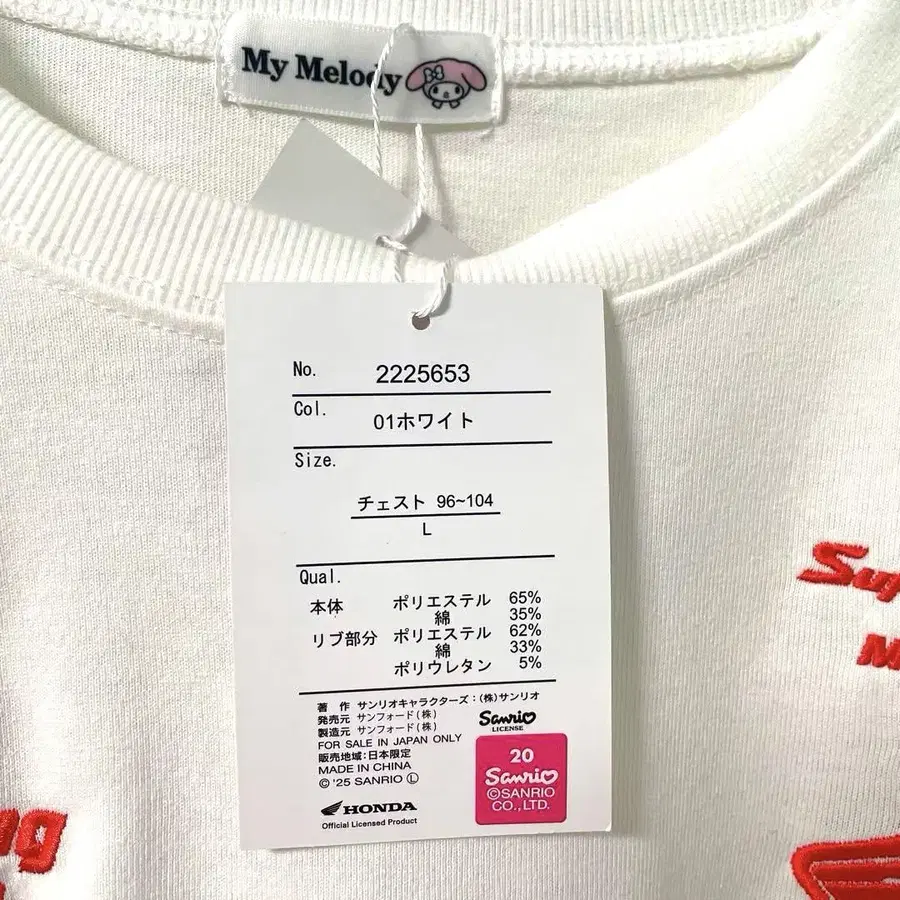 My Melody
No. 2225653
Col. 01ホワイト
Size.
チェスト 96~104
L
Qual.
本体 ポリエステル 65%
綿 35%
リブ部分 ポリエステル 62%
綿 33%
ポリウレタン 5%
著 作 サンリオキャラクターズ:(株)サンリオ
発売元 サンフォード(株)
製造元 サンフォード(株)
FOR SALE IN JAPAN ONLY
販売地域:日本限定
MADE IN CHINA
© '25 SANRIO Ⓛ
Sanrio
LICENSE
20
Sanrio
©SANRIO
CO.,LTD.
HONDA
Official Licensed Product